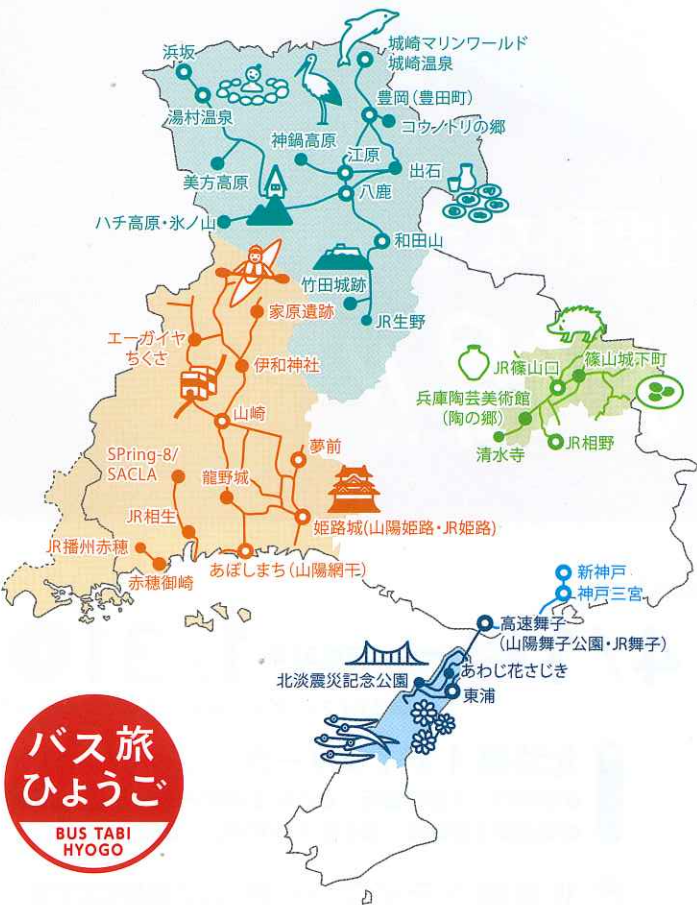 城崎マリンワールド
城崎温泉
浜坂
豊岡(豊田町)
湯村温泉
コウノトリの郷
神鍋高原
江原
出石
美方高原
八鹿
ハチ高原・氷ノ山
和田山
竹田城跡
家原遺跡
JR生野
エーガイヤ
ちくさ
伊和神社
JR篠山口
篠山城下町
兵庫陶芸美術館
(陶の郷)
山崎
清水寺
JR相野
夢前
SPring-8/
SACLA
龍野城
JR相生
姫路城(山陽姫路・JR姫路)
JR播州赤穂
あぼしまち(山陽網干)
赤穂御崎
新神戸
神戸三宮
高速舞子
(山陽舞子公園・JR舞子)
あわじ花さじき
北淡震災記念公園
東浦
バス旅
ひょうご
BUS TABI
HYOGO